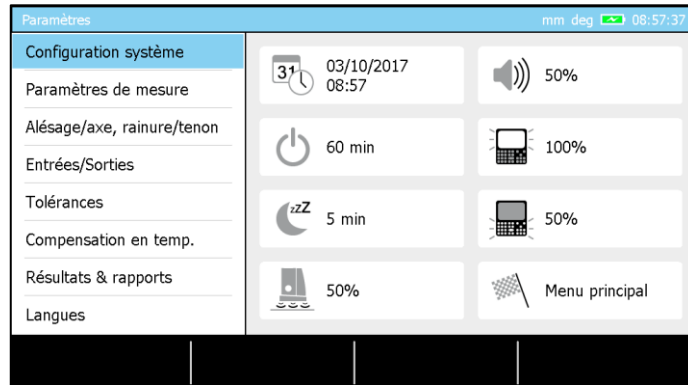 Paramètres
mm deg 08:57:37
Configuration système
Paramètres de mesure
Alésage/axe, rainure/tenon
Entrées/Sorties
Tolérances
Compensation en temp.
Résultats & rapports
Langues
31
03/10/2017
08:57
50%
60 min
100%
zzZ
5 min
50%
50%
Menu principal